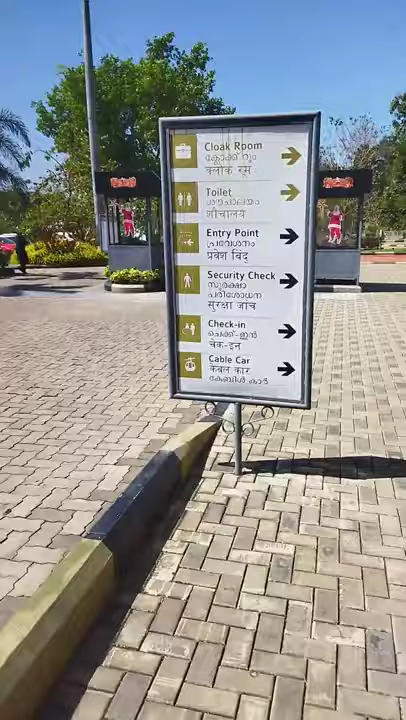 Cloak Room
ക്ലോക്ക് റൂം
क्लोक रूम
Toilet
ശൗചാലയം
शौचालय
Entry Point
പ്രവേശനം
प्रवेश बिंदु
Security Check
സുരക്ഷാ
പരിശോധന
सुरक्षा जाँच
Check-in
ചെക്ക്-ഇൻ
चेक-इन
Cable Car
केबल कार
കേബിൾ കാർ